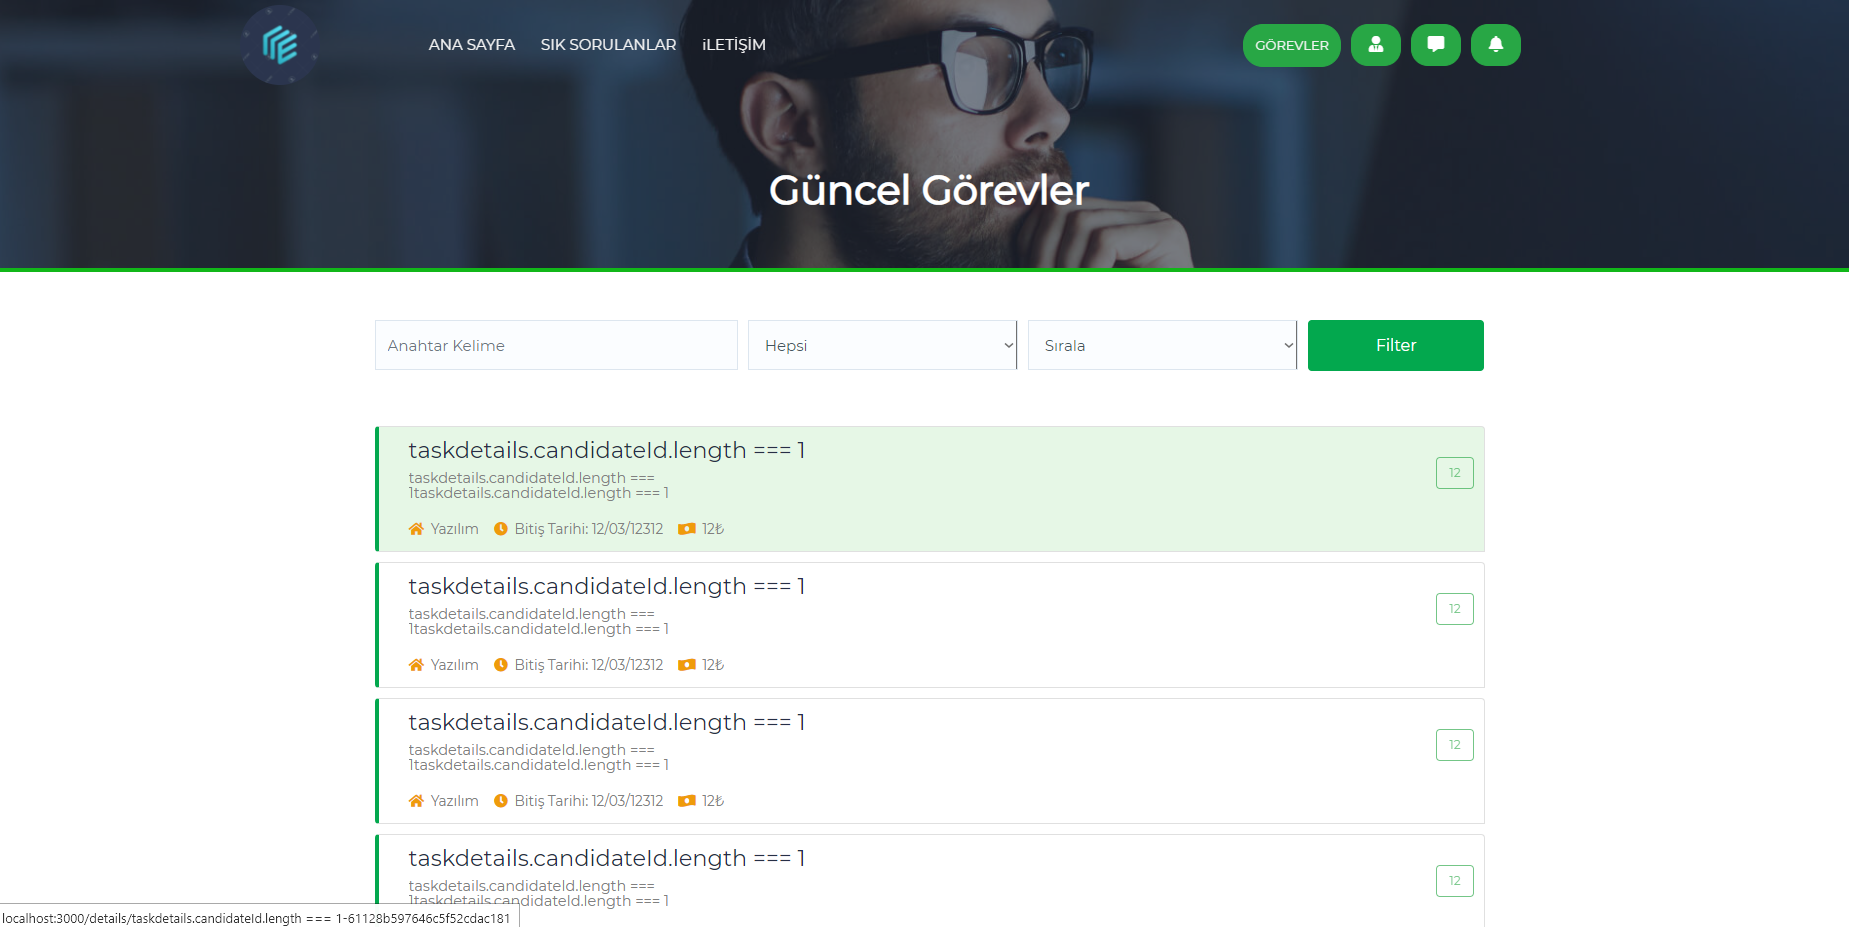 ANA SAYFA SIK SORULANLAR iLETİŞİM GÖREVLER
Güncel Görevler
Anahtar Kelime Hepsi Sırala Filter
taskdetails.candidateId.length === 1
taskdetails.candidateId.length ===
1taskdetails.candidateId.length === 1
12
Yazılım Bitiş Tarihi: 12/03/12312 12₺
taskdetails.candidateId.length === 1
taskdetails.candidateId.length ===
1taskdetails.candidateId.length === 1
12
Yazılım Bitiş Tarihi: 12/03/12312 12₺
taskdetails.candidateId.length === 1
taskdetails.candidateId.length ===
1taskdetails.candidateId.length === 1
12
Yazılım Bitiş Tarihi: 12/03/12312 12₺
taskdetails.candidateId.length === 1
taskdetails.candidateId.length ===
1taskdetails.candidateId.length === 1
12
localhost:3000/details/taskdetails.candidateId.length === 1-61128b597646c5f52cdac181